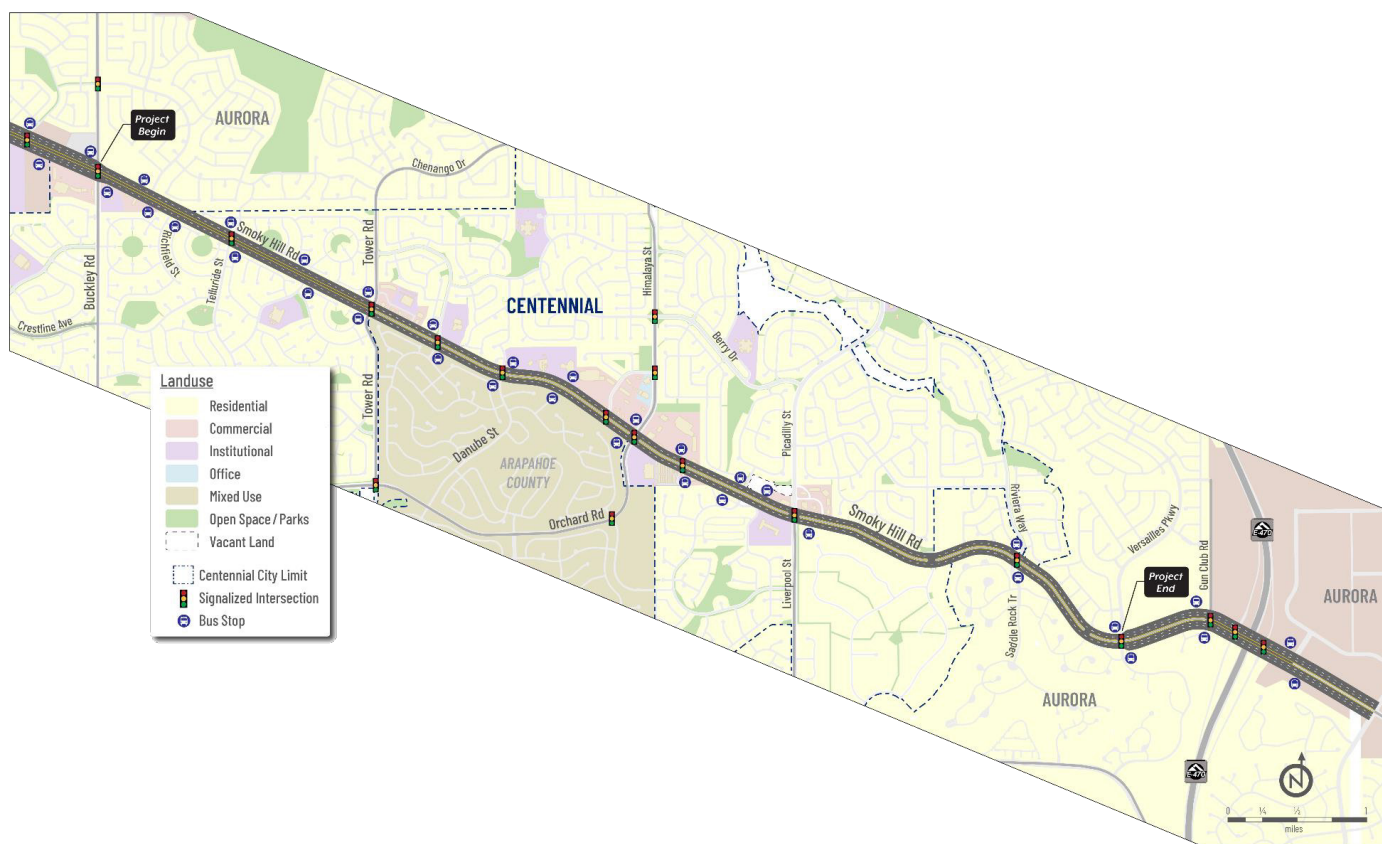 Project
Begin
AURORA
Chenango Dr
Tower Rd
Smoky Hill Rd
Richfield St
Telluride St
Buckley Rd
Himalaya St
CENTENNIAL
Crestline Ave
Berry Dr
Landuse
Residential
Commercial
Institutional
Office
Mixed Use
Open Space / Parks
Vacant Land
Centennial City Limit
Signalized Intersection
Bus Stop
Tower Rd
Danube St
ARAPAHOE
COUNTY
Orchard Rd
Picadilly St
Smoky Hill Rd
Riviera Way
Versailles Pkwy
Gun Club Rd
E-470
Liverpool St
Saddle Rock Tr
Project
End
AURORA
AURORA
E-470
N
0 ¼ ½ 1
miles